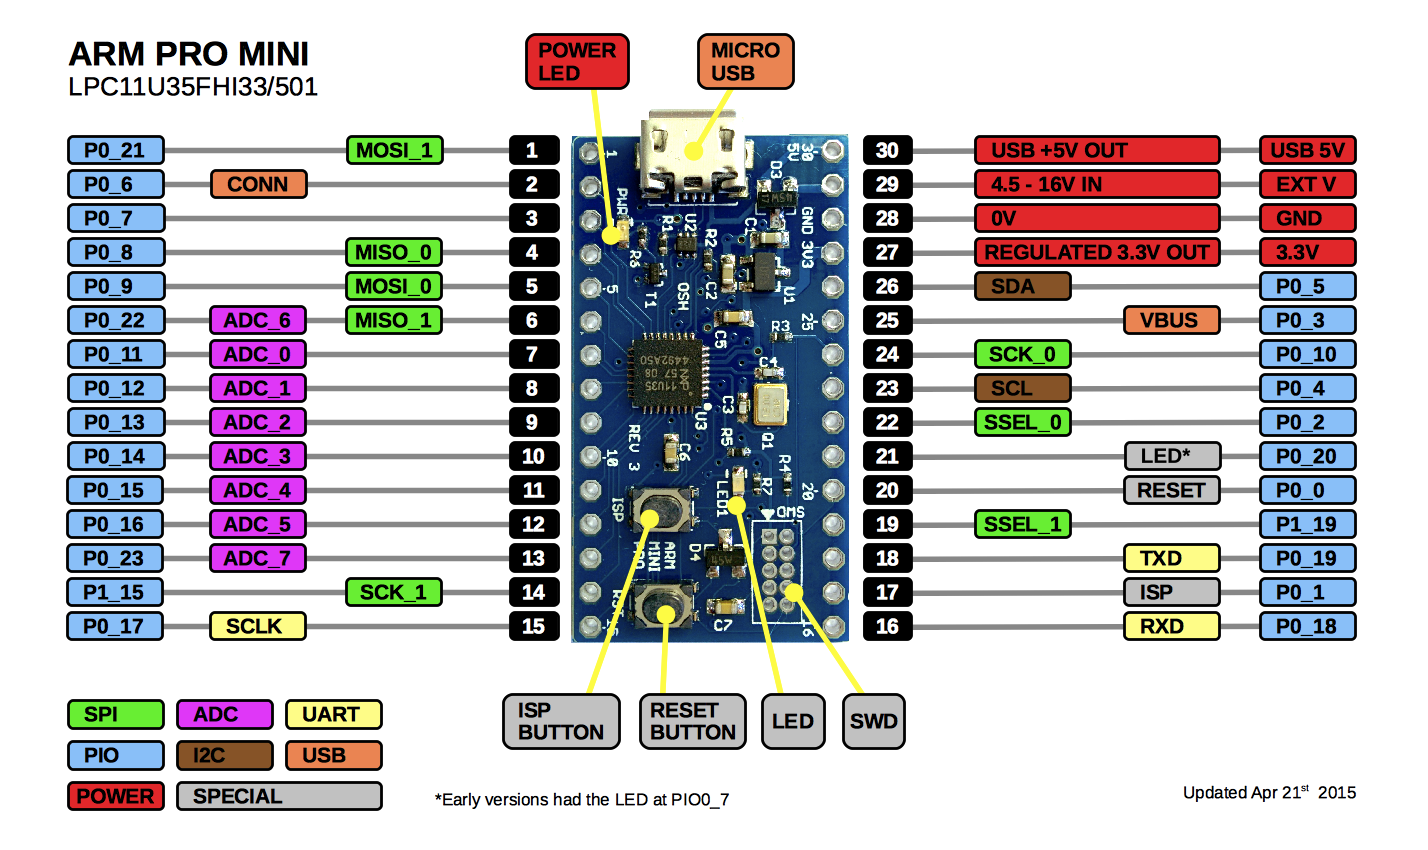 ARM PRO MINI
LPC11U35FHI33/501
POWER
LED
MICRO
USB
P0_21 MOSI_1 1
P0_6 CONN 2
P0_7 3
P0_8 MISO_0 4
P0_9 MOSI_0 5
P0_22 ADC_6 MISO_1 6
P0_11 ADC_0 7
P0_12 ADC_1 8
P0_13 ADC_2 9
P0_14 ADC_3 10
P0_15 ADC_4 11
P0_16 ADC_5 12
P0_23 ADC_7 13
P1_15 SCK_1 14
P0_17 SCLK 15
1
PWR
R6
R1
U2
R2
T1
OSH
C2
C1
D3
5V
30
GND
3V3
U1
5
25
R3
C5
C4
NXP 11U35
Z57 08
4492A50
U3
C3
Q1
R5
REV 3
C6
10
R4
R7
20
ISP
LED1
CMS
ARM
MINI
PRO
D4
C7
30 USB +5V OUT USB 5V
29 4.5 - 16V IN EXT V
28 0V GND
27 REGULATED 3.3V OUT 3.3V
26 SDA P0_5
25 VBUS P0_3
24 SCK_0 P0_10
23 SCL P0_4
22 SSEL_0 P0_2
21 LED* P0_20
20 RESET P0_0
19 SSEL_1 P1_19
18 TXD P0_19
17 ISP P0_1
16 RXD P0_18
ISP
BUTTON
RESET
BUTTON
LED
SWD
SPI ADC UART
PIO I2C USB
POWER SPECIAL
*Early versions had the LED at PIO0_7
Updated Apr 21st 2015